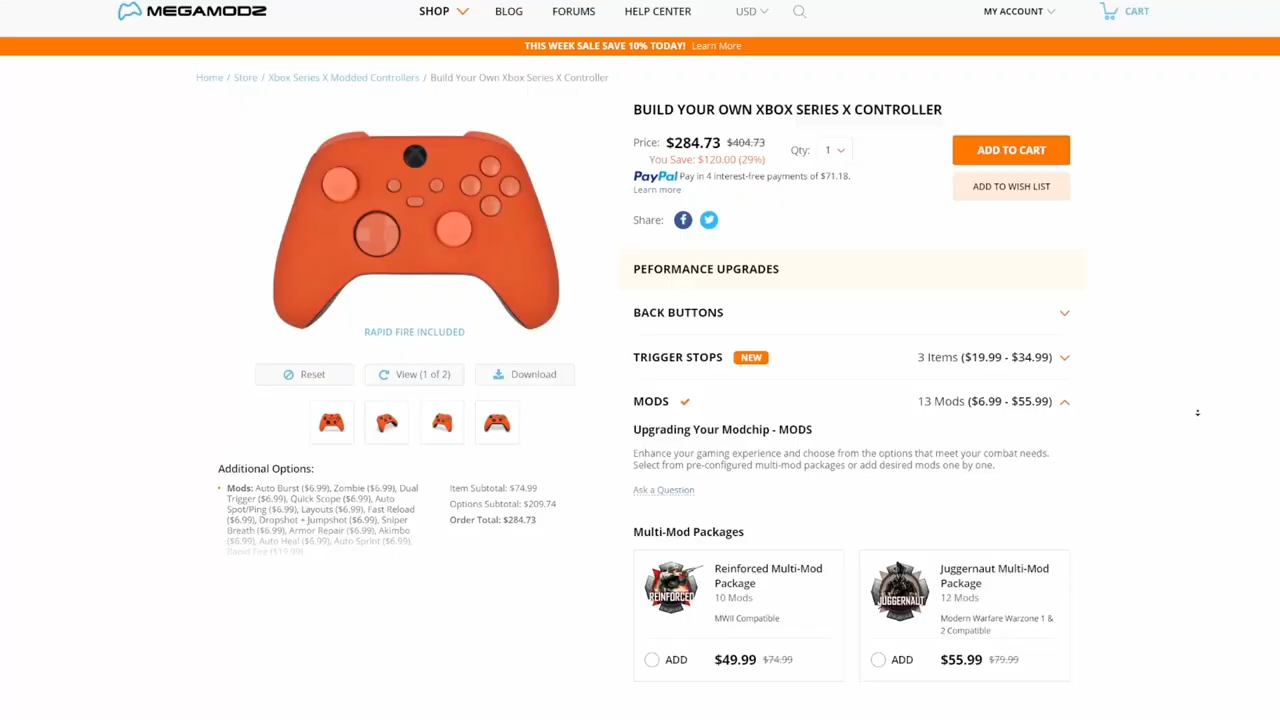 MEGAMODZ
SHOP
BLOG
FORUMS
HELP CENTER
USD
MY ACCOUNT
CART
THIS WEEK SALE SAVE 10% TODAY! Learn More
Home / Store / Xbox Series X Modded Controllers / Build Your Own Xbox Series X Controller
RAPID FIRE INCLUDED
Reset
View (1 of 2)
Download
Additional Options:
• Mods: Auto Burst ($6.99), Zombie ($6.99), Dual
Trigger ($6.99), Quick Scope ($6.99), Auto
Spot/Ping ($6.99), Layouts ($6.99), Fast Reload
($6.99), Dropshot + Jumpshot ($6.99), Sniper
Breath ($6.99), Armor Repair ($6.99), Akimbo
($6.99), Auto Heal ($6.99), Auto Sprint ($6.99),
Rapid Fire ($19.99)
Item Subtotal: $74.99
Options Subtotal: $209.74
Order Total: $284.73
BUILD YOUR OWN XBOX SERIES X CONTROLLER
Price: $284.73 $404.73
You Save: $120.00 (29%)
Qty: 1
ADD TO CART
PayPal Pay in 4 interest-free payments of $71.18.
Learn more
ADD TO WISH LIST
Share:
PEFORMANCE UPGRADES
BACK BUTTONS
TRIGGER STOPS NEW 3 Items ($19.99 - $34.99)
MODS 13 Mods ($6.99 - $55.99)
Upgrading Your Modchip - MODS
Enhance your gaming experience and choose from the options that meet your combat needs.
Select from pre-configured multi-mod packages or add desired mods one by one.
Ask a Question
Multi-Mod Packages
REINFORCED
Reinforced Multi-Mod
Package
10 Mods
MWII Compatible
ADD $49.99 $74.99
JUGGERNAUT
Juggernaut Multi-Mod
Package
12 Mods
Modern Warfare Warzone 1 &
2 Compatible
ADD $55.99 $79.99